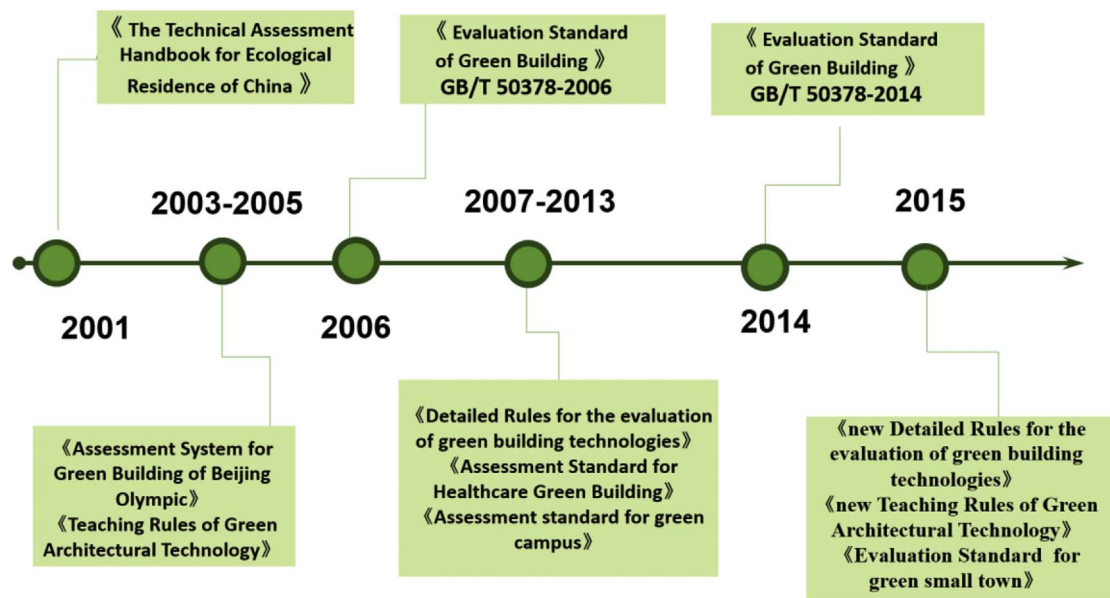 《 The Technical Assessment
Handbook for Ecological
Residence of China 》
《 Evaluation Standard
of Green Building 》
GB/T 50378-2006
《 Evaluation Standard
of Green Building 》
GB/T 50378-2014
2003-2005
2007-2013
2015
2001
2006
2014
《Assessment System for
Green Building of Beijing
Olympic》
《Teaching Rules of Green
Architectural Technology》
《Detailed Rules for the evaluation
of green building technologies》
《Assessment Standard for
Healthcare Green Building》
《Assessment standard for green
campus》
《new Detailed Rules for the
evaluation of green building
technologies》
《new Teaching Rules of Green
Architectural Technology》
《Evaluation Standard for
green small town》